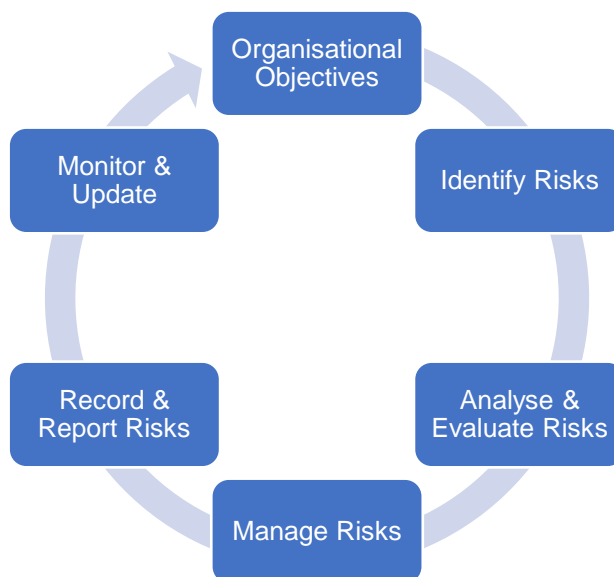 Organisational
Objectives
Identify Risks
Analyse &
Evaluate Risks
Manage Risks
Record &
Report Risks
Monitor &
Update